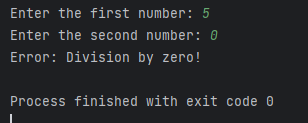 Enter the first number: 5
Enter the second number: 0
Error: Division by zero!
Process finished with exit code 0